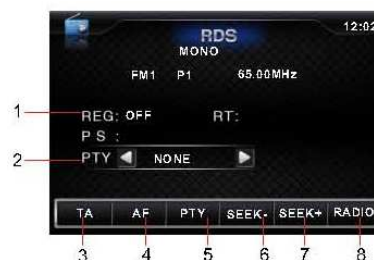 12:02
RDS
MONO
FM1 P1 65.00MHz
1 REG: OFF RT:
P S :
2 PTY NONE
TA AF PTY SEEK- SEEK+ RADIO
3 4 5 6 7 8